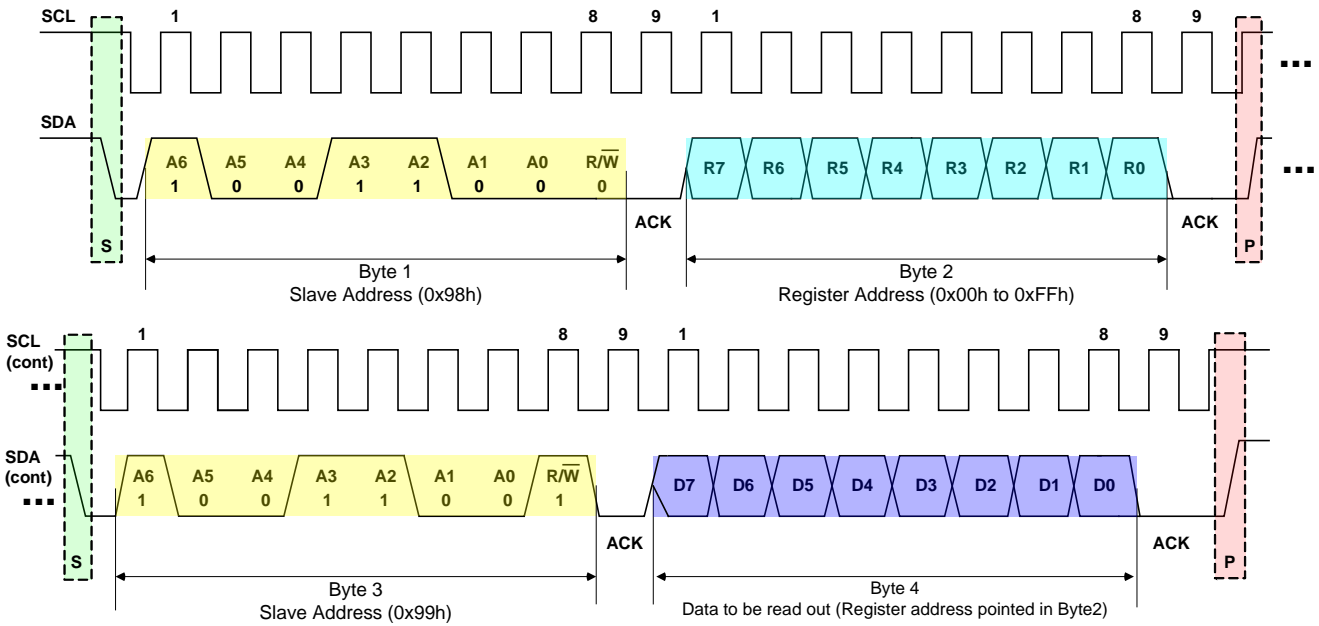 SCL
1 8 9 1 8 9
...
SDA
A6 A5 A4 A3 A2 A1 A0 R/W̅ R7 R6 R5 R4 R3 R2 R1 R0
1 0 0 1 1 0 0 0
...
ACK ACK
S P
Byte 1 Byte 2
Slave Address (0x98h) Register Address (0x00h to 0xFFh)
SCL
(cont)
1 8 9 1 8 9
...
SDA
(cont)
...
A6 A5 A4 A3 A2 A1 A0 R/W̅ D7 D6 D5 D4 D3 D2 D1 D0
1 0 0 1 1 0 0 1
ACK ACK
S P
Byte 3 Byte 4
Slave Address (0x99h) Data to be read out (Register address pointed in Byte2)